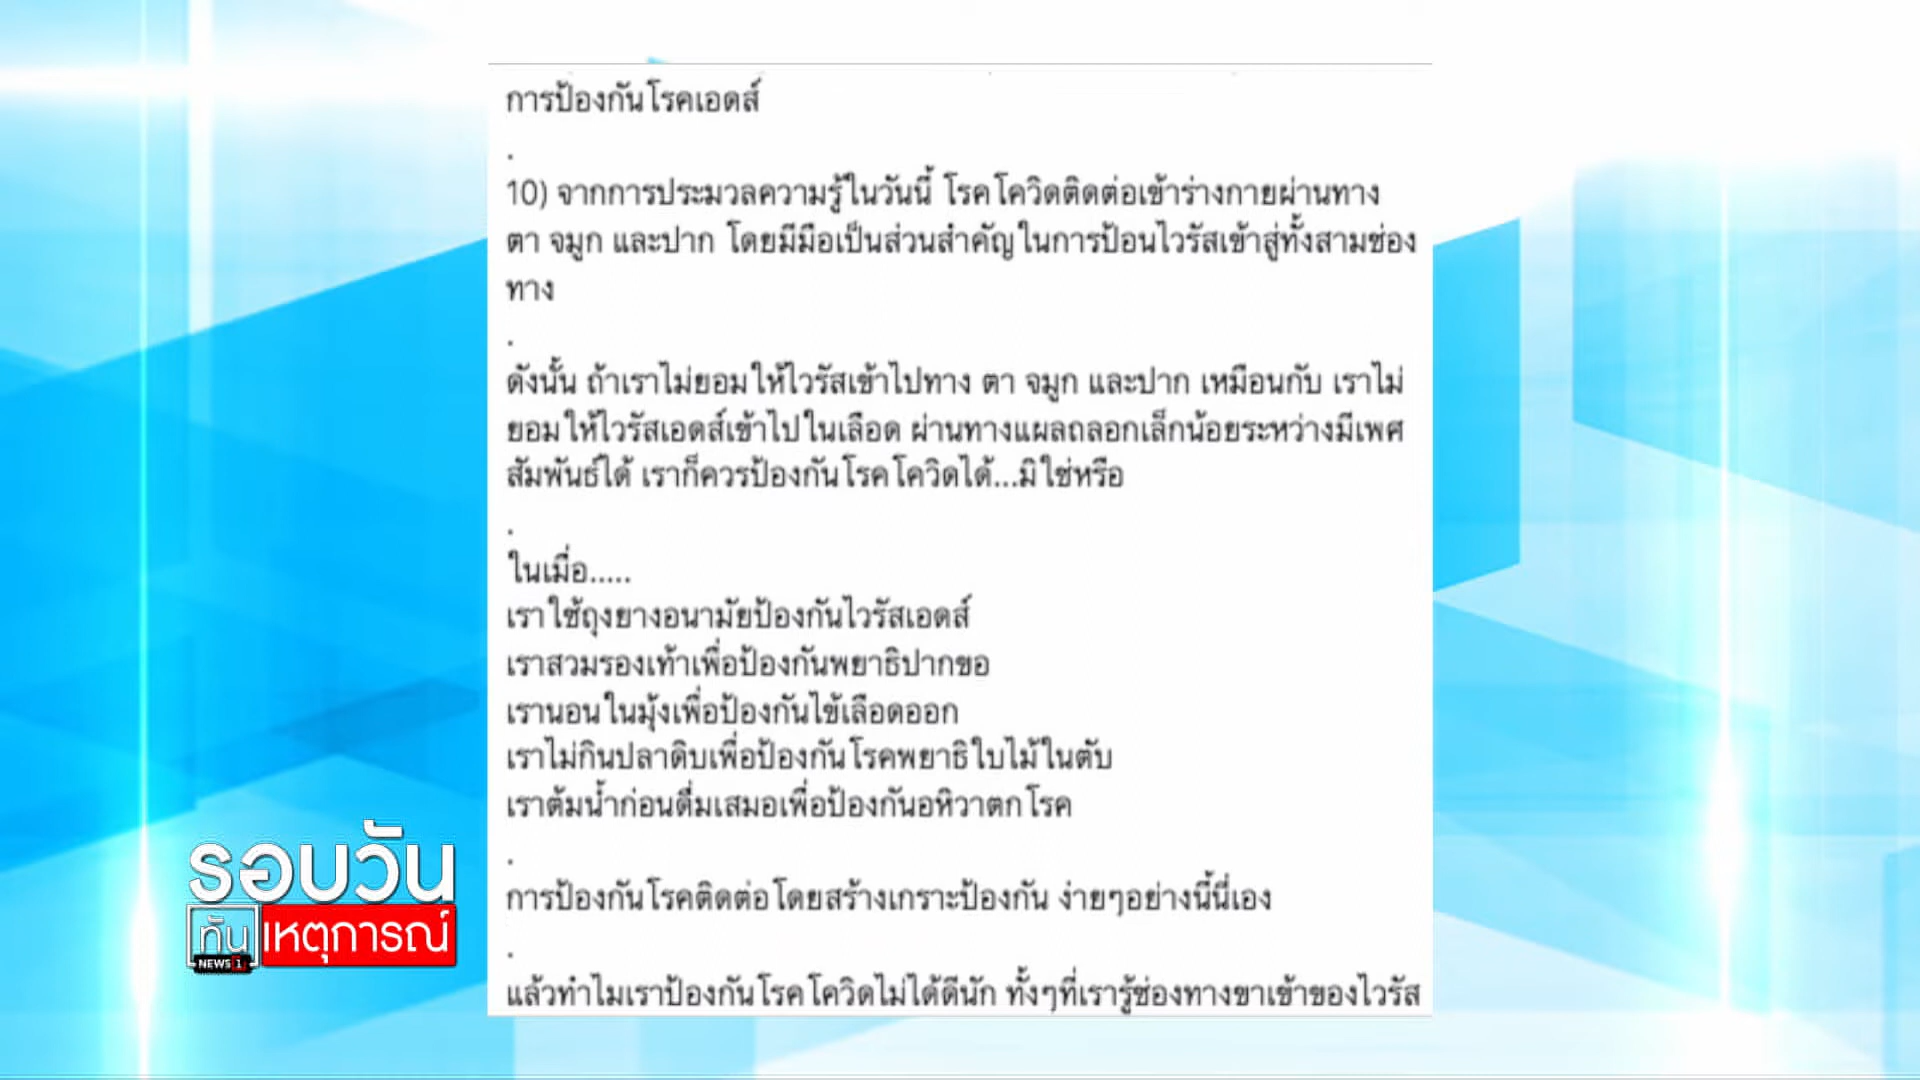 การป้องกันโรคเอดส์
.
10) จากการประมวลความรู้ในวันนี้ โรคโควิดติดต่อเข้าร่างกายผ่านทาง
ตา จมูก และปาก โดยมีมือเป็นส่วนสำคัญในการป้อนไวรัสเข้าสู่ทั้งสามช่อง
ทาง
.
ดังนั้น ถ้าเราไม่ยอมให้ไวรัสเข้าไปทาง ตา จมูก และปาก เหมือนกับ เราไม่
ยอมให้ไวรัสเอดส์เข้าไปในเลือด ผ่านทางแผลถลอกเล็กน้อยระหว่างมีเพศ
สัมพันธ์ได้ เราก็ควรป้องกันโรคโควิดได้...มิใช่หรือ
.
ในเมื่อ.....
เราใช้ถุงยางอนามัยป้องกันไวรัสเอดส์
เราสวมรองเท้าเพื่อป้องกันพยาธิปากขอ
เรานอนในมุ้งเพื่อป้องกันไข้เลือดออก
เราไม่กินปลาดิบเพื่อป้องกันโรคพยาธิใบไม้ในตับ
เราต้มน้ำก่อนดื่มเสมอเพื่อป้องกันอหิวาตกโรค
.
การป้องกันโรคติดต่อโดยสร้างเกราะป้องกัน ง่ายๆอย่างนี้นี่เอง
.
แล้วทำไมเราป้องกันโรคโควิดไม่ได้ดีนัก ทั้งๆที่เรารู้ช่องทางขาเข้าของไวรัส
รอบวัน
ทันเหตุการณ์
NEWS1